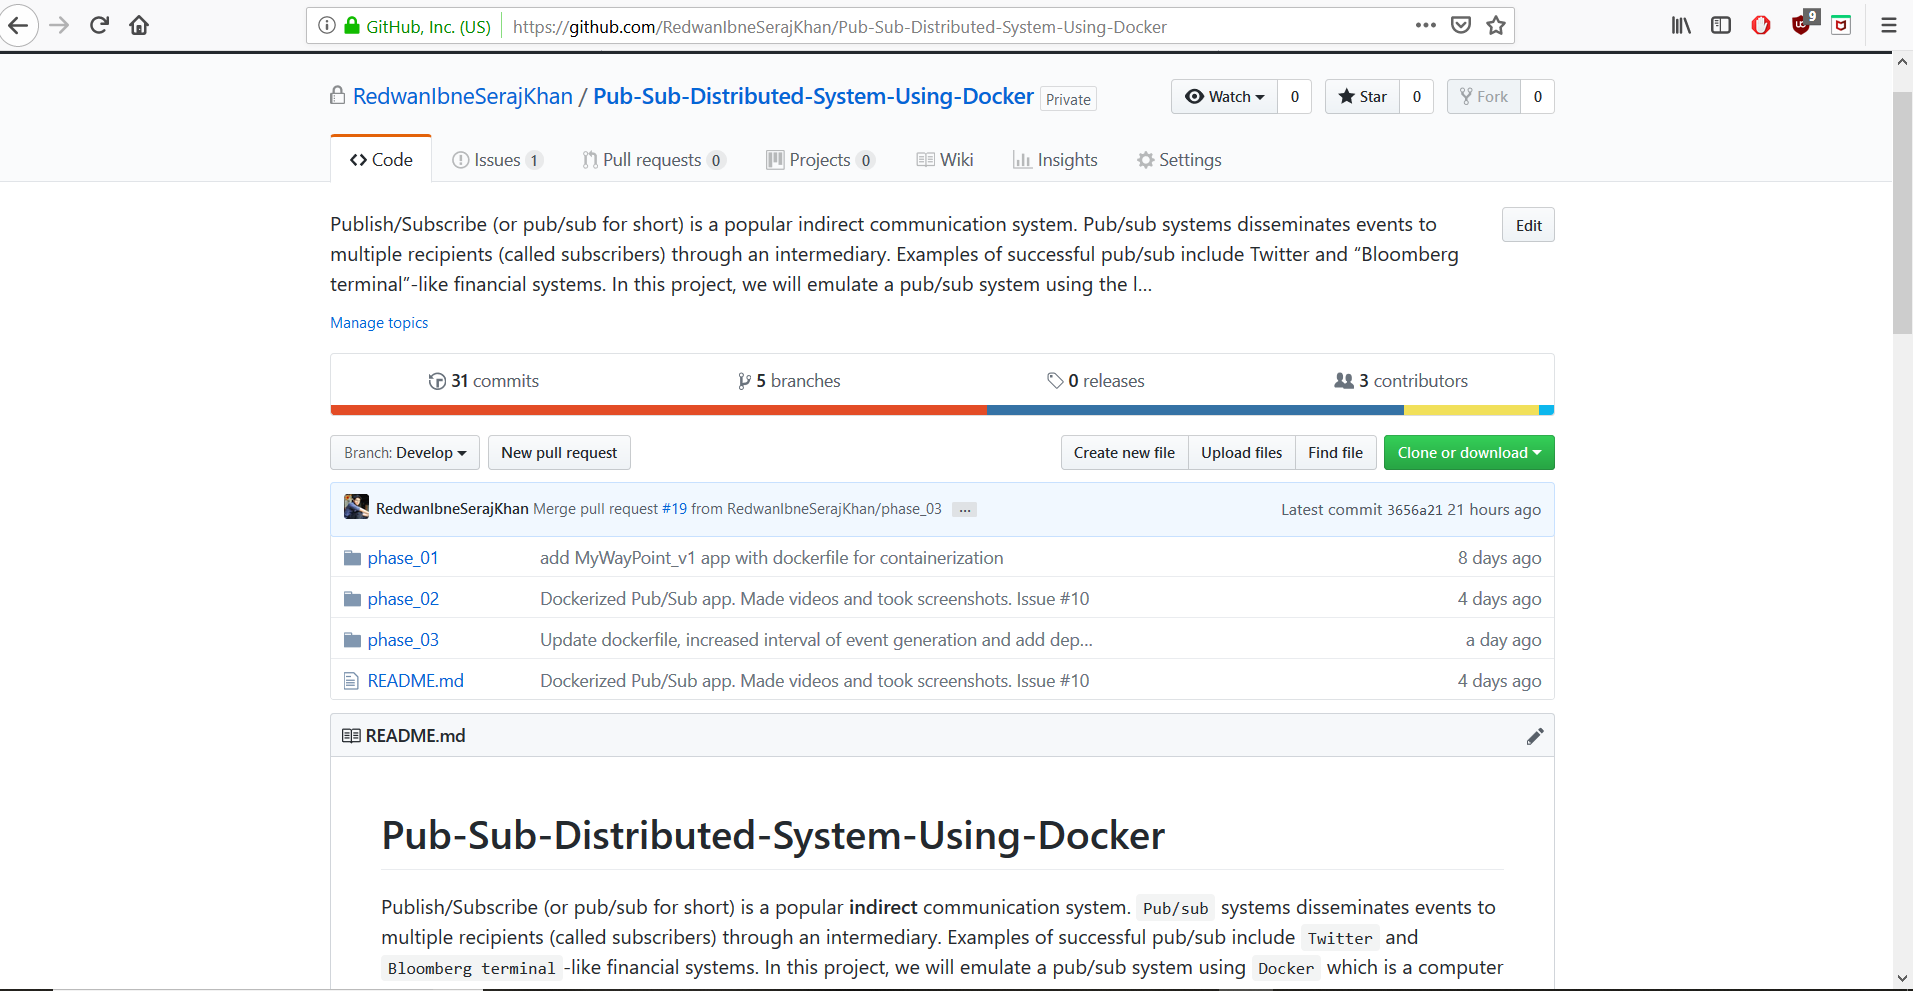 GitHub, Inc. (US) https://github.com/RedwanIbneSerajKhan/Pub-Sub-Distributed-System-Using-Docker
9
RedwanIbneSerajKhan / Pub-Sub-Distributed-System-Using-Docker Private
Watch 0 Star 0 Fork 0
Code Issues 1 Pull requests 0 Projects 0 Wiki Insights Settings
Publish/Subscribe (or pub/sub for short) is a popular indirect communication system. Pub/sub systems disseminates events to
multiple recipients (called subscribers) through an intermediary. Examples of successful pub/sub include Twitter and “Bloomberg
terminal”-like financial systems. In this project, we will emulate a pub/sub system using the l...
Edit
Manage topics
31 commits 5 branches 0 releases 3 contributors
Branch: Develop New pull request Create new file Upload files Find file Clone or download
RedwanIbneSerajKhan Merge pull request #19 from RedwanIbneSerajKhan/phase_03 ... Latest commit 3656a21 21 hours ago
phase_01 add MyWayPoint_v1 app with dockerfile for containerization 8 days ago
phase_02 Dockerized Pub/Sub app. Made videos and took screenshots. Issue #10 4 days ago
phase_03 Update dockerfile, increased interval of event generation and add dep... a day ago
README.md Dockerized Pub/Sub app. Made videos and took screenshots. Issue #10 4 days ago
README.md
Pub-Sub-Distributed-System-Using-Docker
Publish/Subscribe (or pub/sub for short) is a popular indirect communication system. Pub/sub systems disseminates events to
multiple recipients (called subscribers) through an intermediary. Examples of successful pub/sub include Twitter and
Bloomberg terminal -like financial systems. In this project, we will emulate a pub/sub system using Docker which is a computer